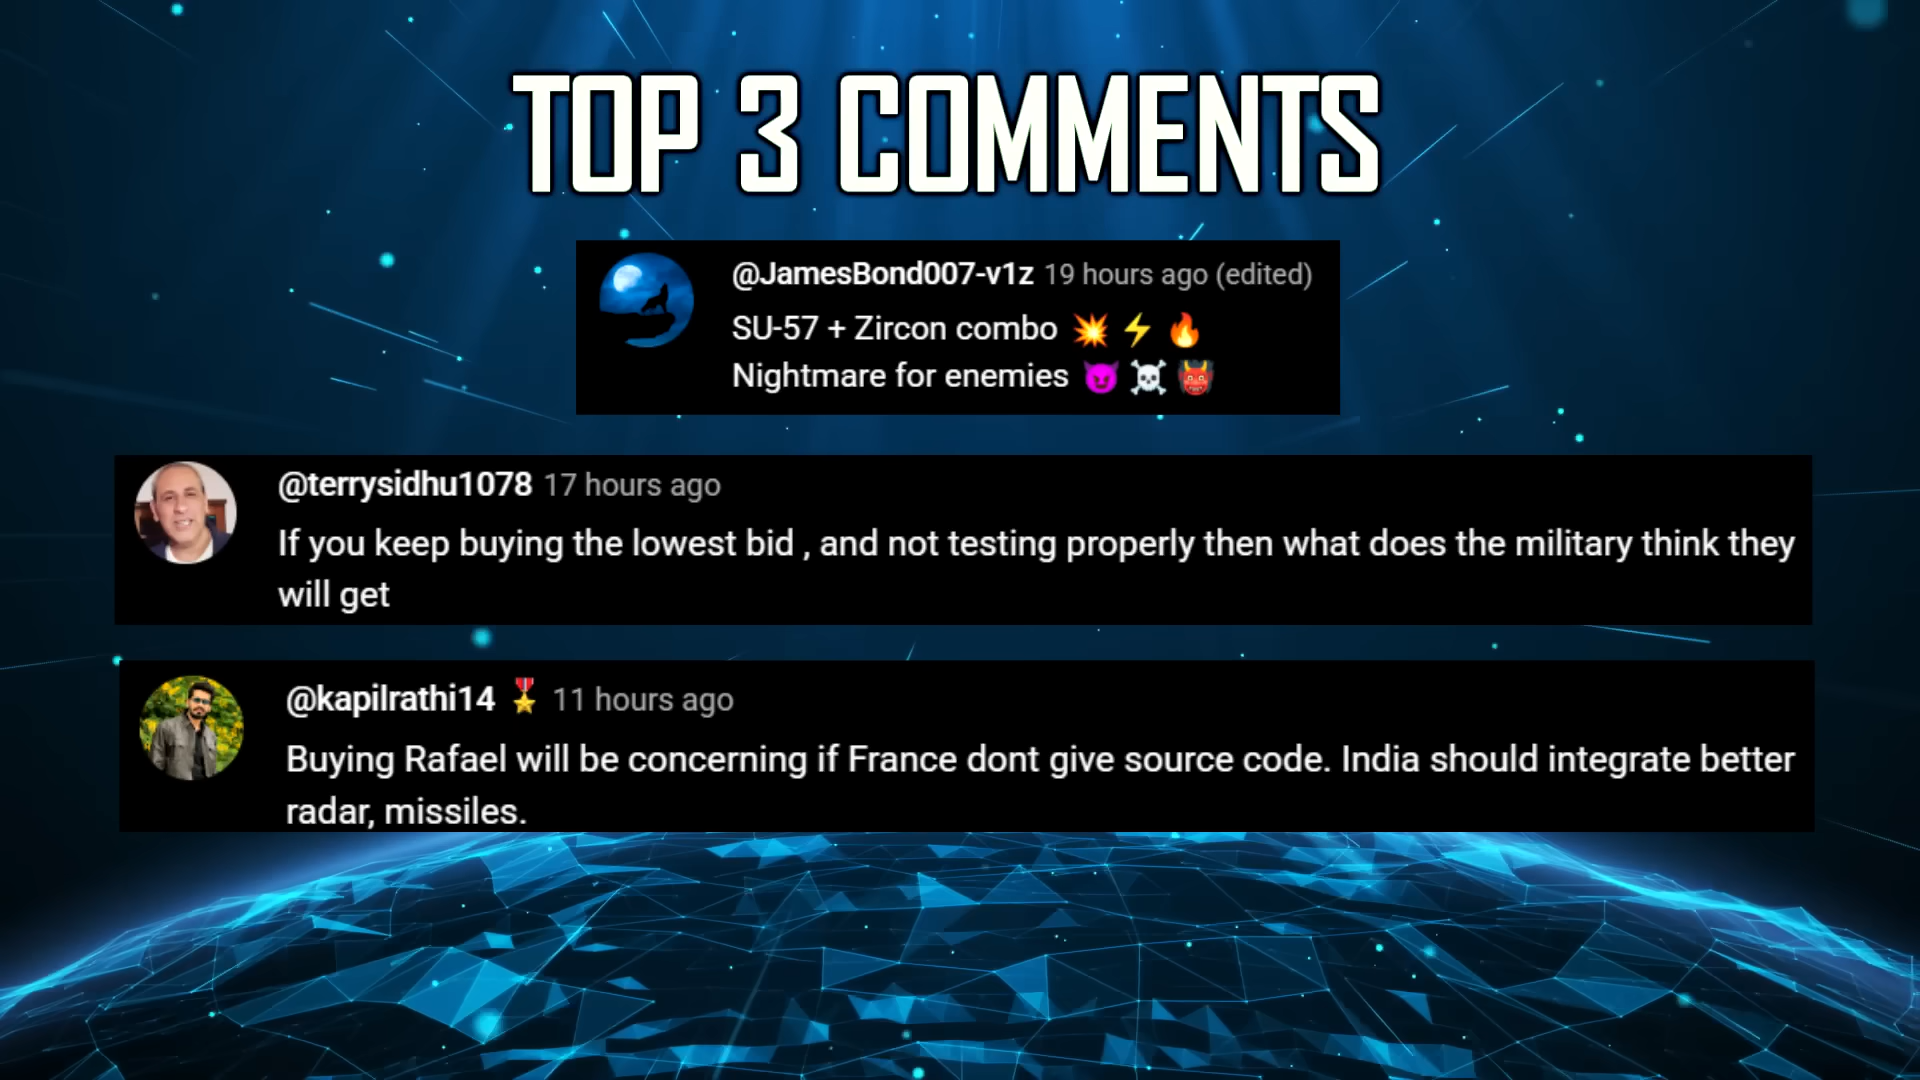 TOP 3 COMMENTS
@JamesBond007-v1z 19 hours ago (edited)
SU-57 + Zircon combo 💥 ⚡ 🔥
Nightmare for enemies 😈 ☠️ 👹
@terrysidhu1078 17 hours ago
If you keep buying the lowest bid , and not testing properly then what does the military think they
will get
@kapilrathi14 🎖️ 11 hours ago
Buying Rafael will be concerning if France dont give source code. India should integrate better
radar, missiles.